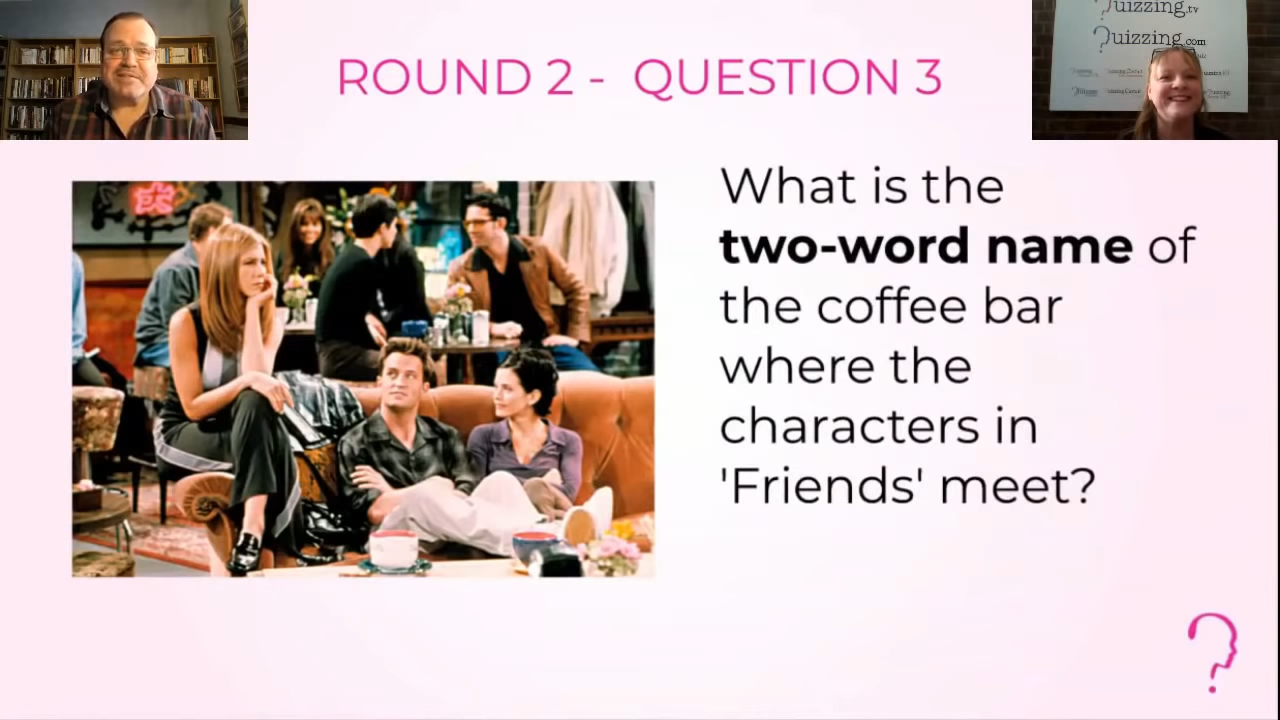 ?uizzing.tv
?uizzing.com
ROUND 2 - QUESTION 3
What is the
two-word name of
the coffee bar
where the
characters in
'Friends' meet?